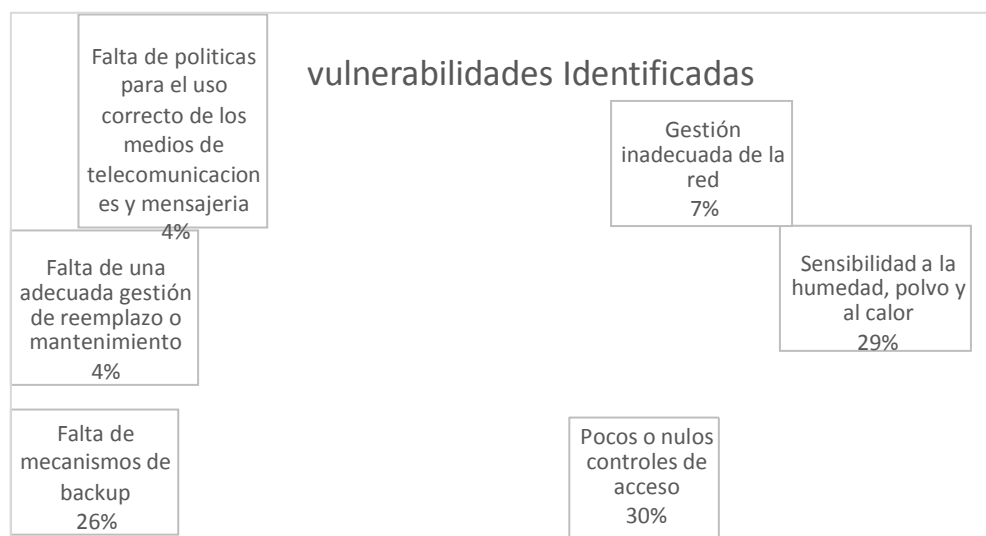 vulnerabilidades Identificadas
Falta de politicas
para el uso
correcto de los
medios de
telecomunicacion
es y mensajeria
4%
Gestión
inadecuada de la
red
7%
Sensibilidad a la
humedad, polvo y
al calor
29%
Falta de una
adecuada gestión
de reemplazo o
mantenimiento
4%
Falta de
mecanismos de
backup
26%
Pocos o nulos
controles de
acceso
30%